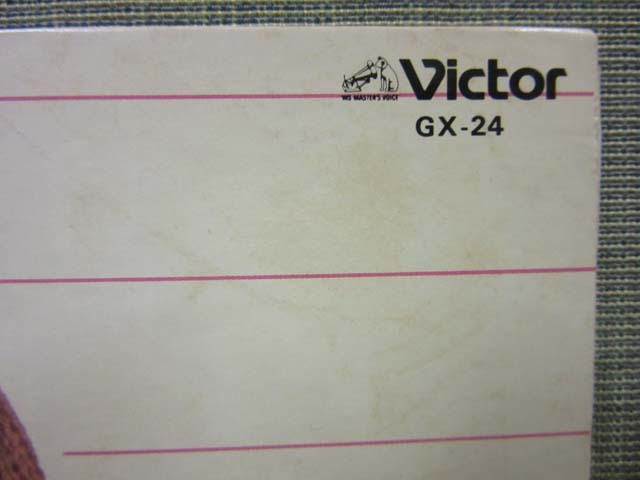 Victor
HIS MASTER'S VOICE
GX-24